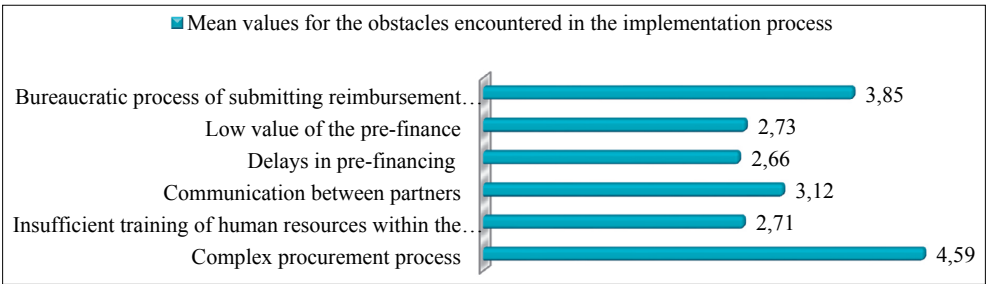 Mean values for the obstacles encountered in the implementation process
Bureaucratic process of submitting reimbursement… 3,85
Low value of the pre-finance 2,73
Delays in pre-financing 2,66
Communication between partners 3,12
Insufficient training of human resources within the… 2,71
Complex procurement process 4,59